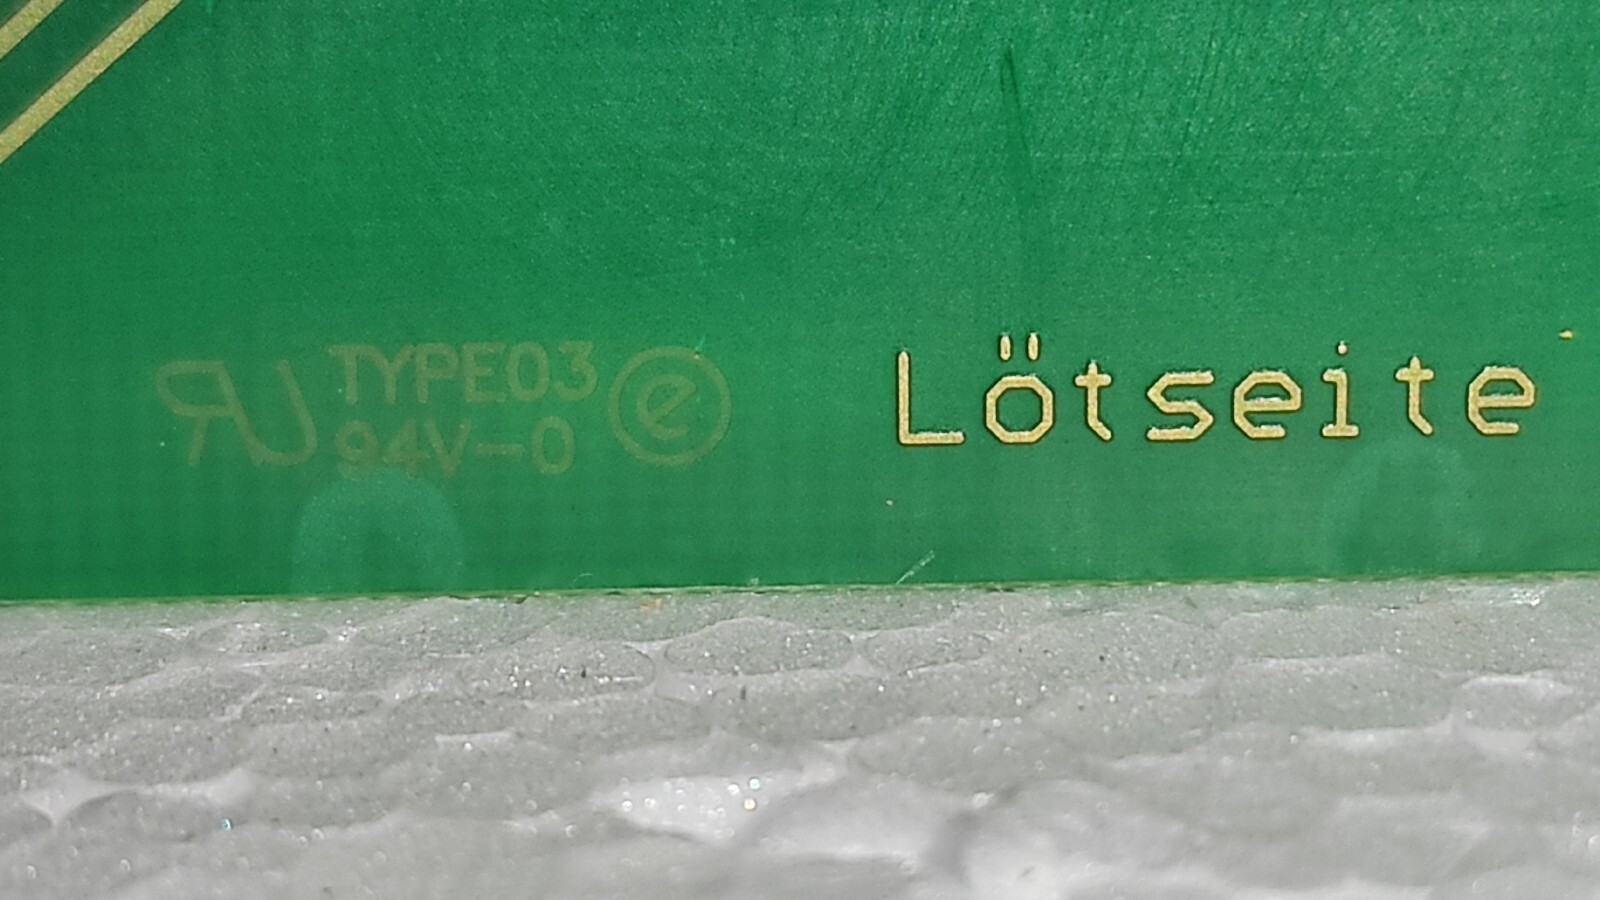 TYPE03 e
94V-0
Lötseite